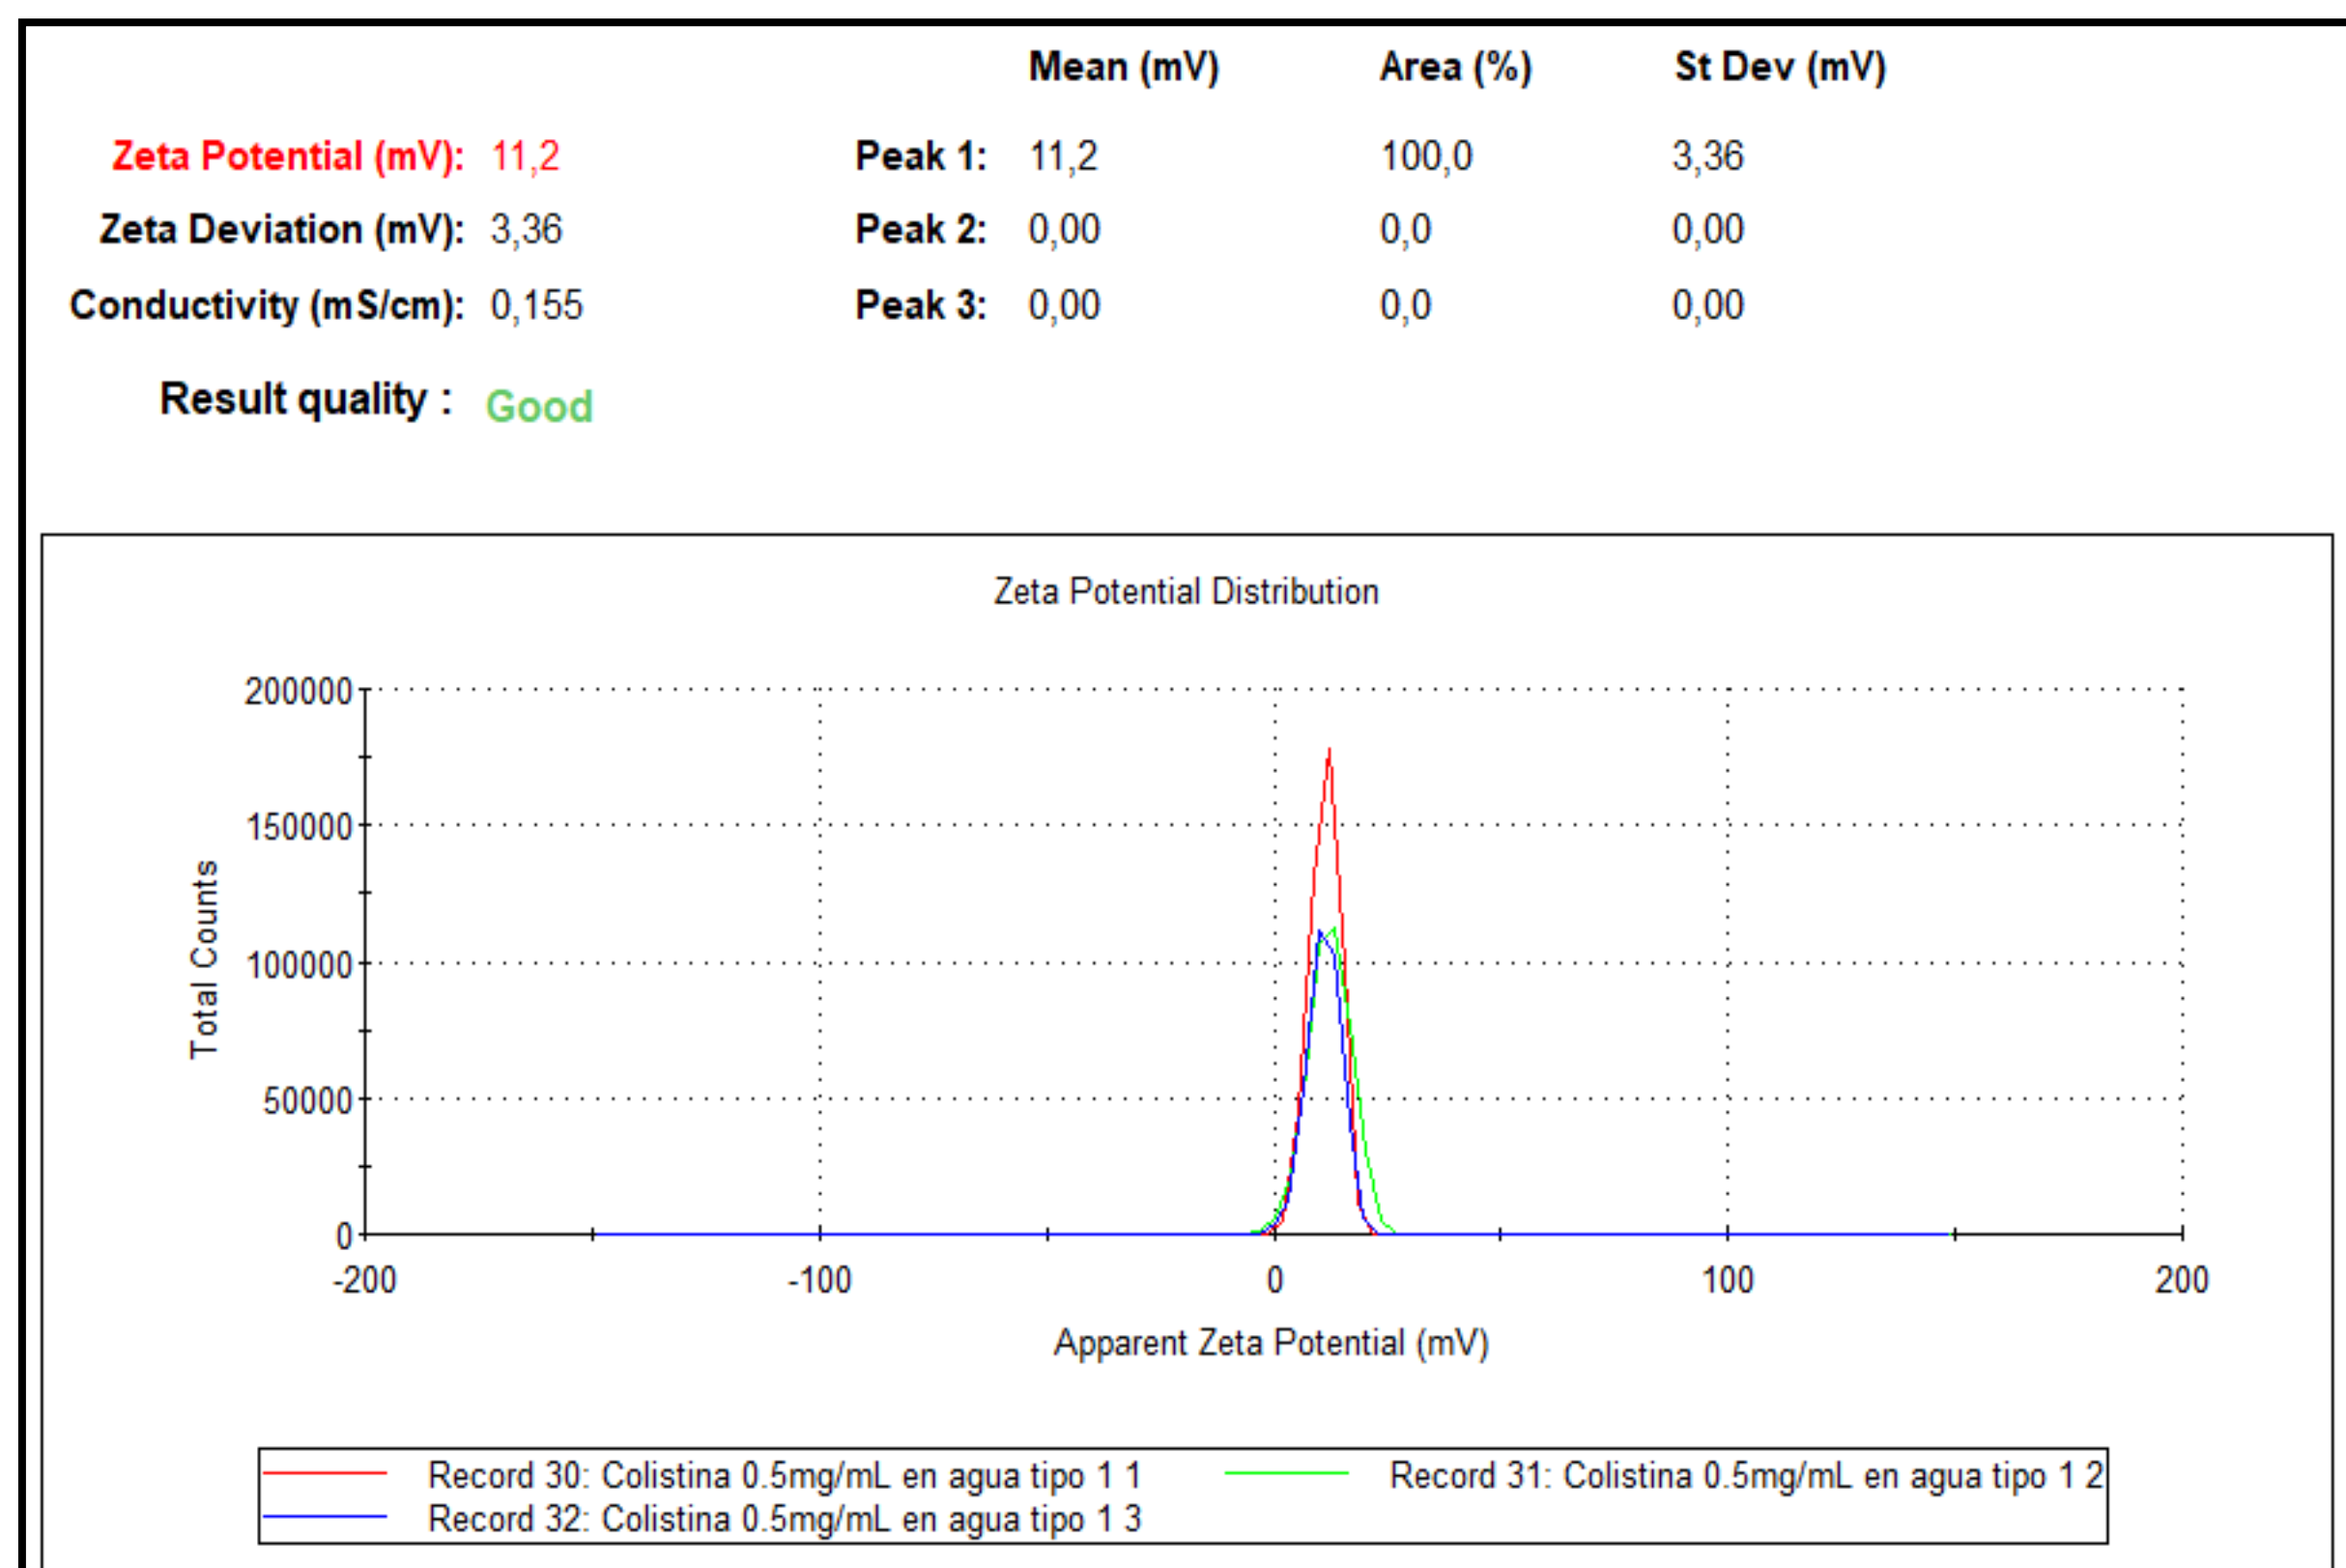 Mean (mV) Area (%) St Dev (mV)
Zeta Potential (mV): 11,2 Peak 1: 11,2 100,0 3,36
Zeta Deviation (mV): 3,36 Peak 2: 0,00 0,0 0,00
Conductivity (mS/cm): 0,155 Peak 3: 0,00 0,0 0,00
Result quality : Good
Zeta Potential Distribution
200000
150000
100000
50000
0
Total Counts
-200 -100 0 100 200
Apparent Zeta Potential (mV)
Record 30: Colistina 0.5mg/mL en agua tipo 1 1 Record 31: Colistina 0.5mg/mL en agua tipo 1 2
Record 32: Colistina 0.5mg/mL en agua tipo 1 3